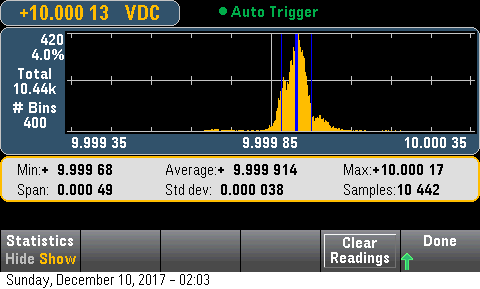 +10.000 13 VDC
Auto Trigger
420
4.0%
Total
10.44k
# Bins
400
9.999 35 9.999 85 10.000 35
Min:+ 9.999 68 Average:+ 9.999 914 Max:+10.000 17
Span: 0.000 49 Std dev: 0.000 038 Samples:10 442
Statistics Clear Done
Hide Show Readings
Sunday, December 10, 2017 - 02:03